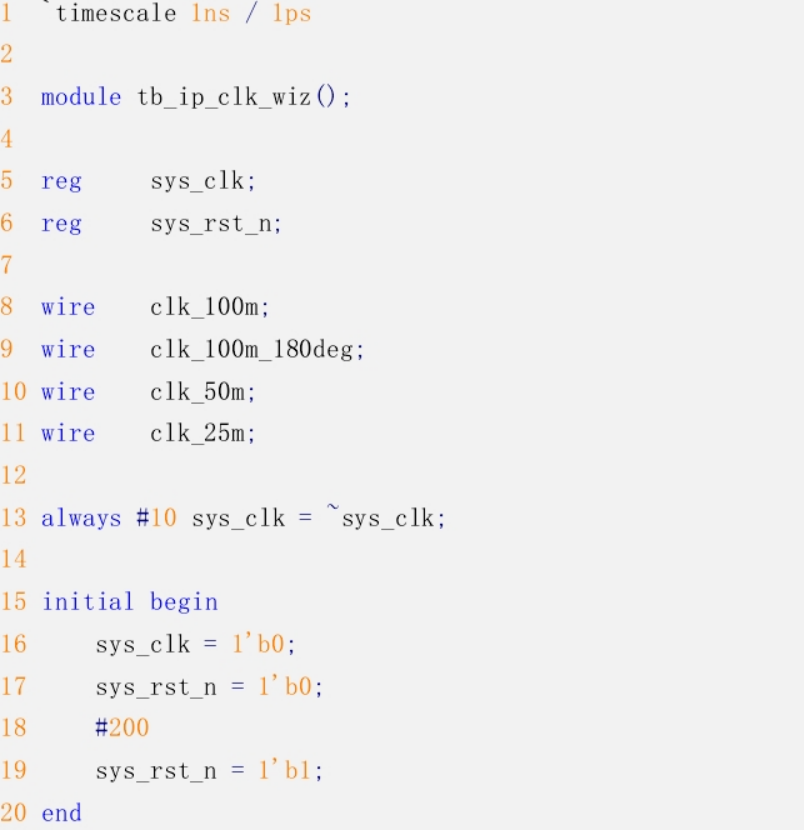 1 `timescale 1ns / 1ps
2
3 module tb_ip_clk_wiz();
4
5 reg     sys_clk;
6 reg     sys_rst_n;
7
8 wire    clk_100m;
9 wire    clk_100m_180deg;
10 wire    clk_50m;
11 wire    clk_25m;
12
13 always #10 sys_clk = ~sys_clk;
14
15 initial begin
16     sys_clk = 1'b0;
17     sys_rst_n = 1'b0;
18     #200
19     sys_rst_n = 1'b1;
20 end